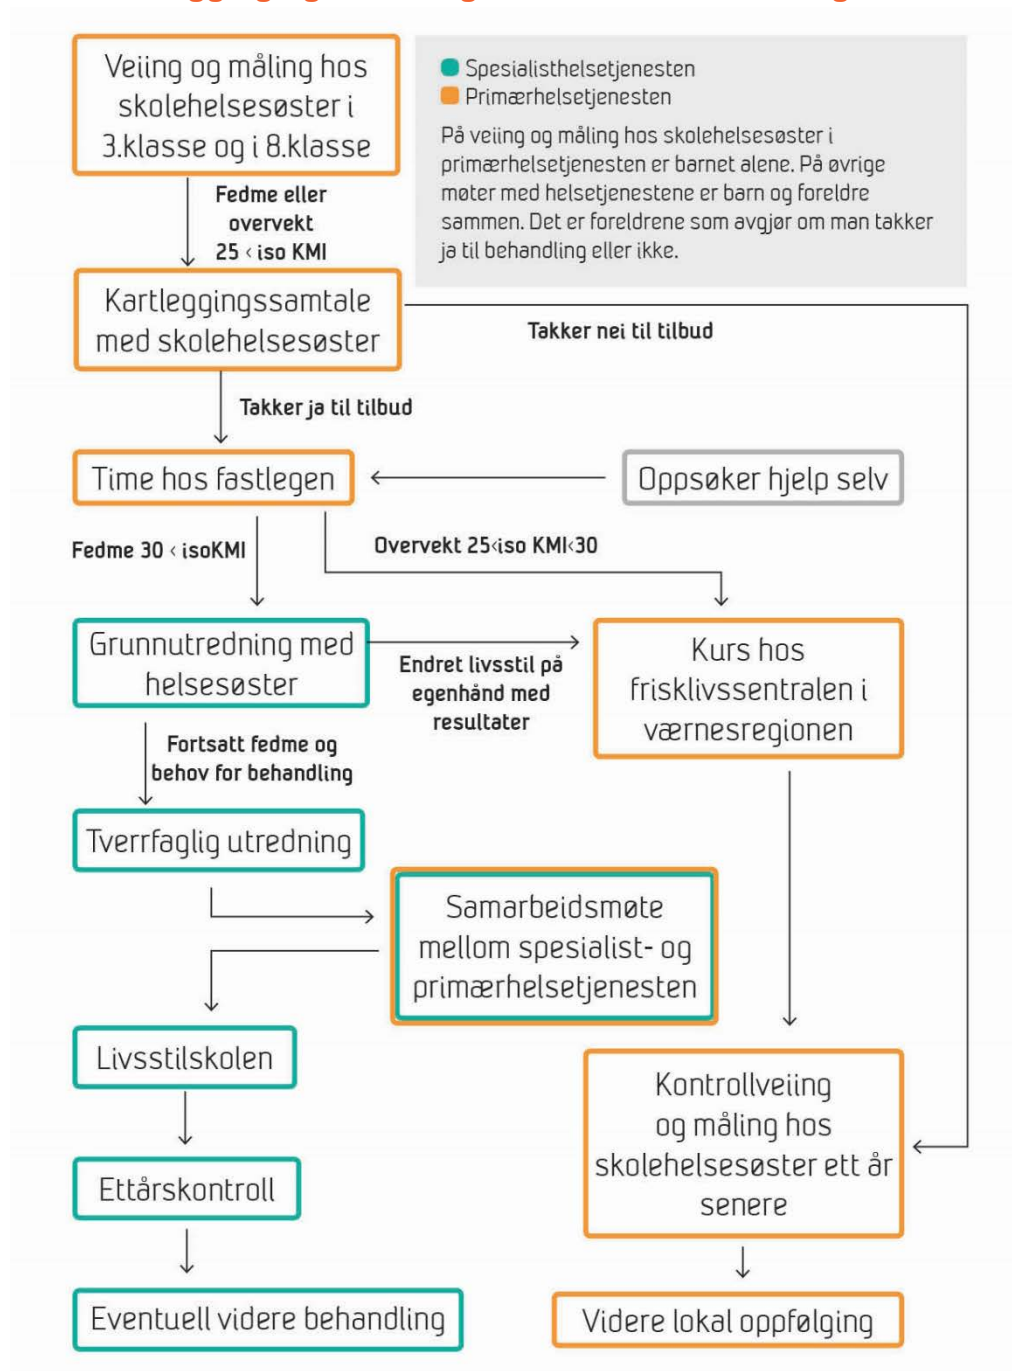 Veiing og måling hos
skolehelsesøster i
3.klasse og i 8.klasse
Spesialisthelsetjenesten
Primærhelsetjenesten
På veiing og måling hos skolehelsesøster i
primærhelsetjenesten er barnet alene. På øvrige
møter med helsetjenestene er barn og foreldre
sammen. Det er foreldrene som avgjør om man takker
ja til behandling eller ikke.
Fedme eller
overvekt
25 < iso KMI
Kartleggingssamtale
med skolehelsesøster
Takker nei til tilbud
Takker ja til tilbud
Time hos fastlegen
Oppsøker hjelp selv
Fedme 30 < isoKMI
Overvekt 25<iso KMI<30
Grunnutredning med
helsesøster
Endret livsstil på
egenhånd med
resultater
Kurs hos
frisklivssentralen i
værnesregionen
Fortsatt fedme og
behov for behandling
Tverrfaglig utredning
Samarbeidsmøte
mellom spesialist- og
primærhelsetjenesten
Livsstilskolen
Kontrollveiing
og måling hos
skolehelsesøster ett år
senere
Ettårskontroll
Eventuell videre behandling
Videre lokal oppfølging